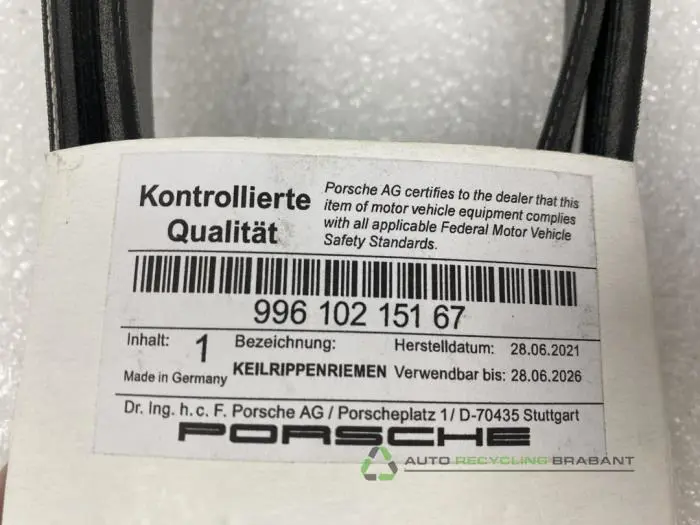 Kontrollierte
Qualität
Porsche AG certifies to the dealer that this
item of motor vehicle equipment complies
with all applicable Federal Motor Vehicle
Safety Standards.
996 102 151 67
Inhalt: 1
Made in Germany
Bezeichnung:
KEILRIPPENRIEMEN
Herstelldatum: 28.06.2021
Verwendbar bis: 28.06.2026
Dr. Ing. h. c. F. Porsche AG / Porscheplatz 1 / D-70435 Stuttgart
PORSCHE
AUTO RECYCLING BRABANT